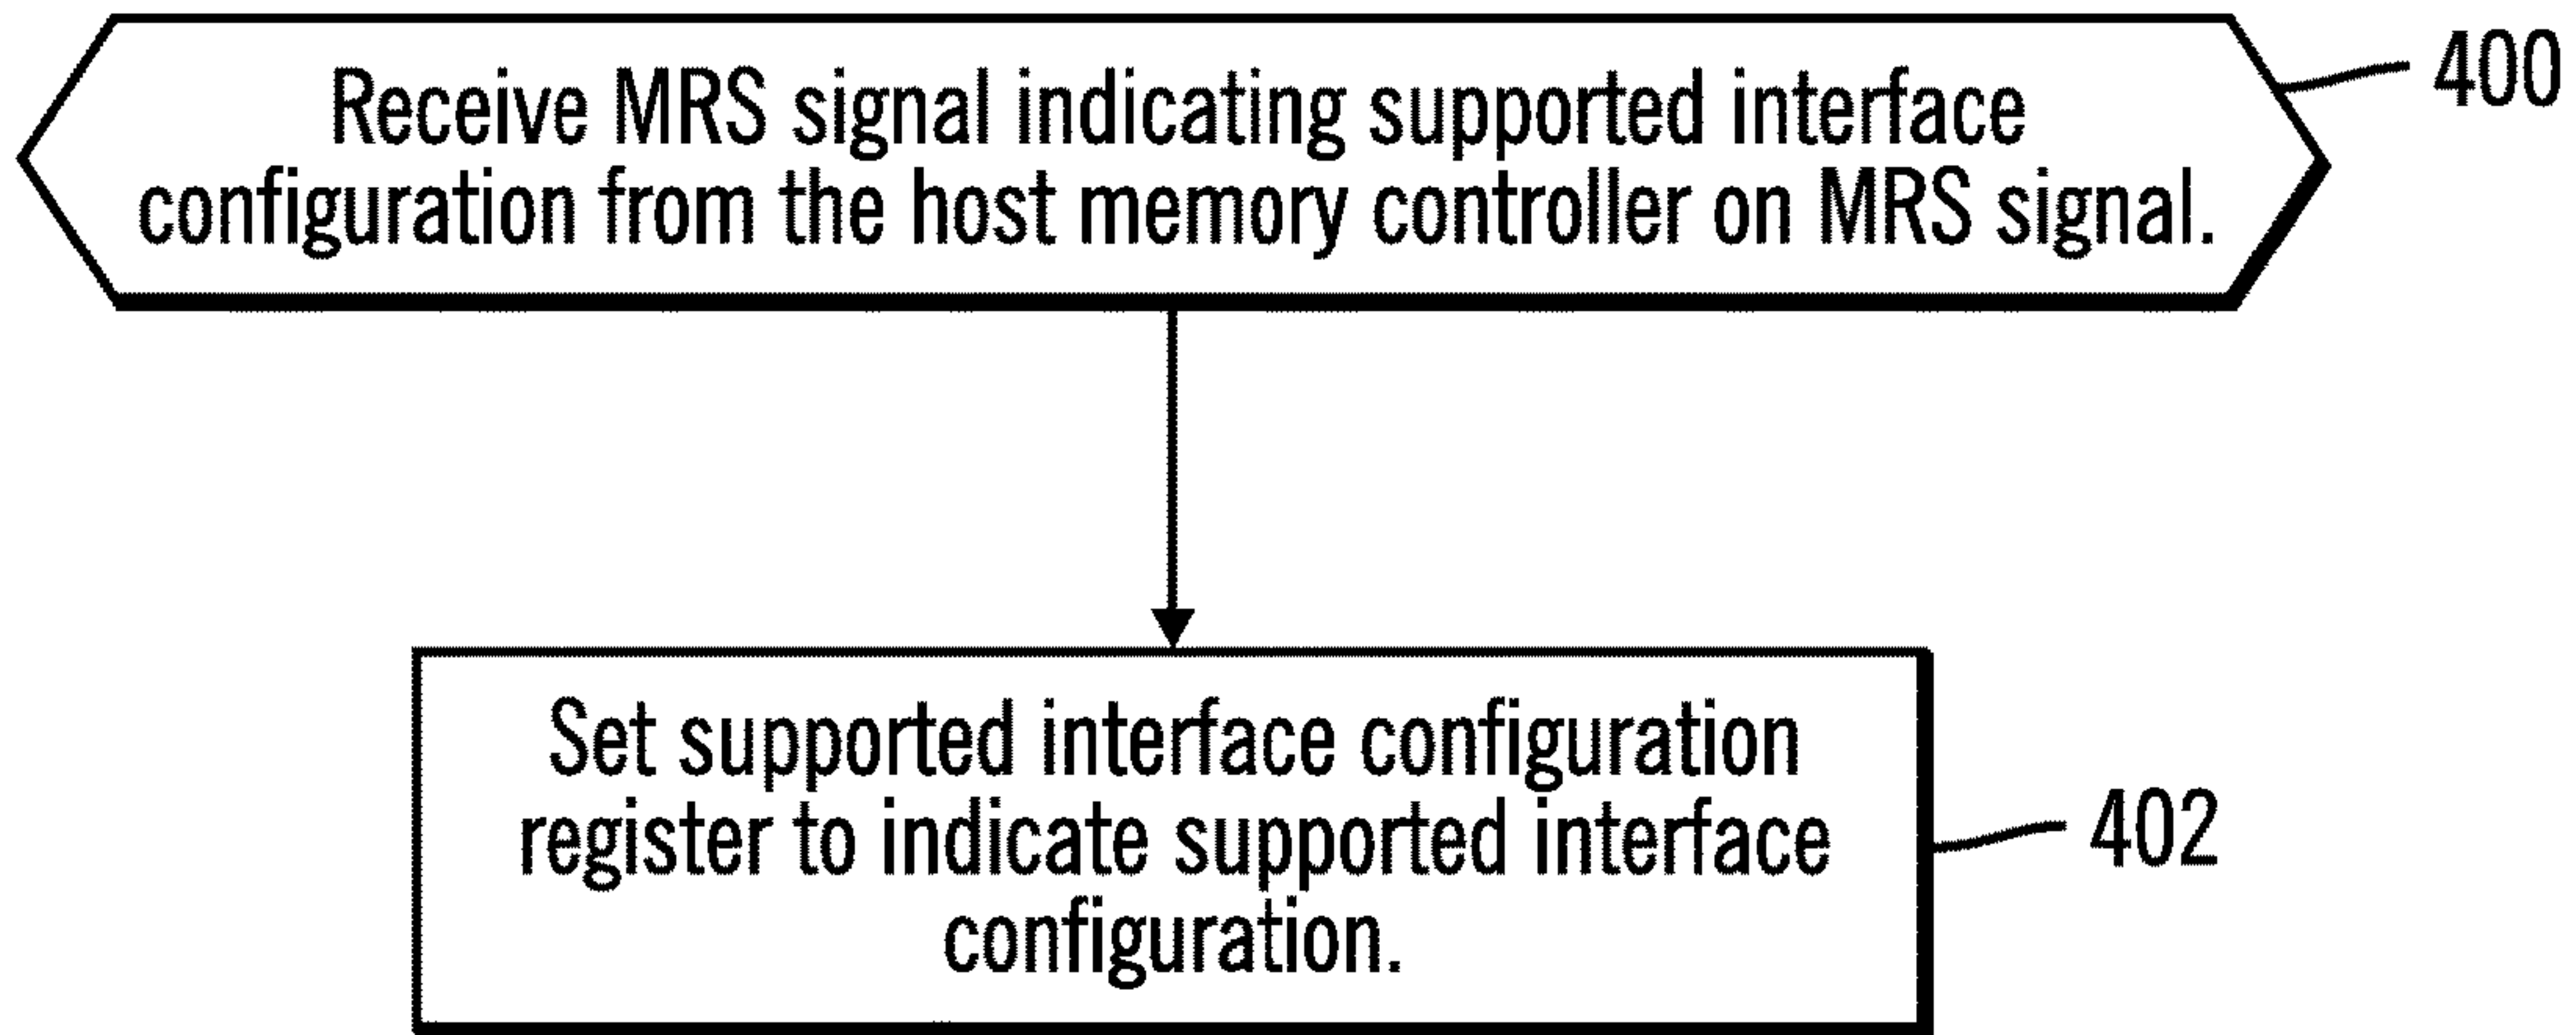 Receive MRS signal indicating supported interface
configuration from the host memory controller on MRS signal.
400
Set supported interface configuration
register to indicate supported interface
configuration.
402